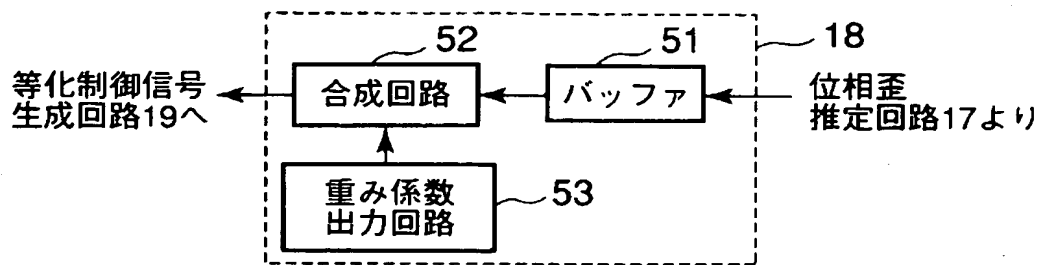 52
51
18
等化制御信号
生成回路19へ
合成回路
バッファ
位相歪
推定回路17より
重み係数
出力回路
53